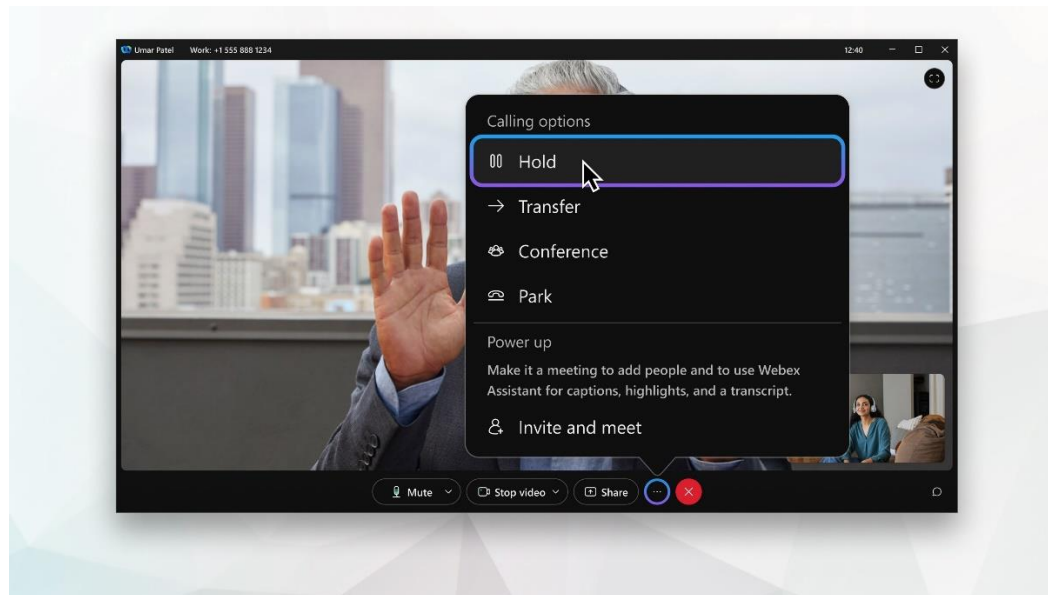 Umar Patel Work: +1 555 888 1234 12:40
Calling options
Hold
Transfer
Conference
Park
Power up
Make it a meeting to add people and to use Webex
Assistant for captions, highlights, and a transcript.
Invite and meet
Mute Stop video Share